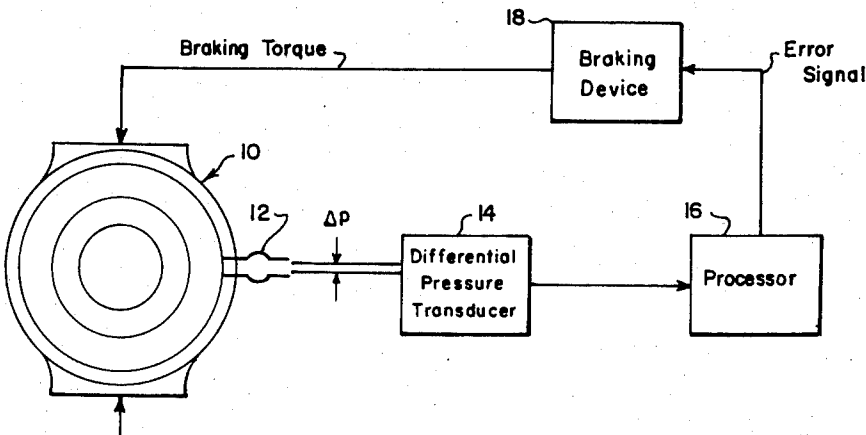 18
Braking Torque
Braking
Device
Error
Signal
10
12
Δp
14
16
Differential
Pressure
Transducer
Processor